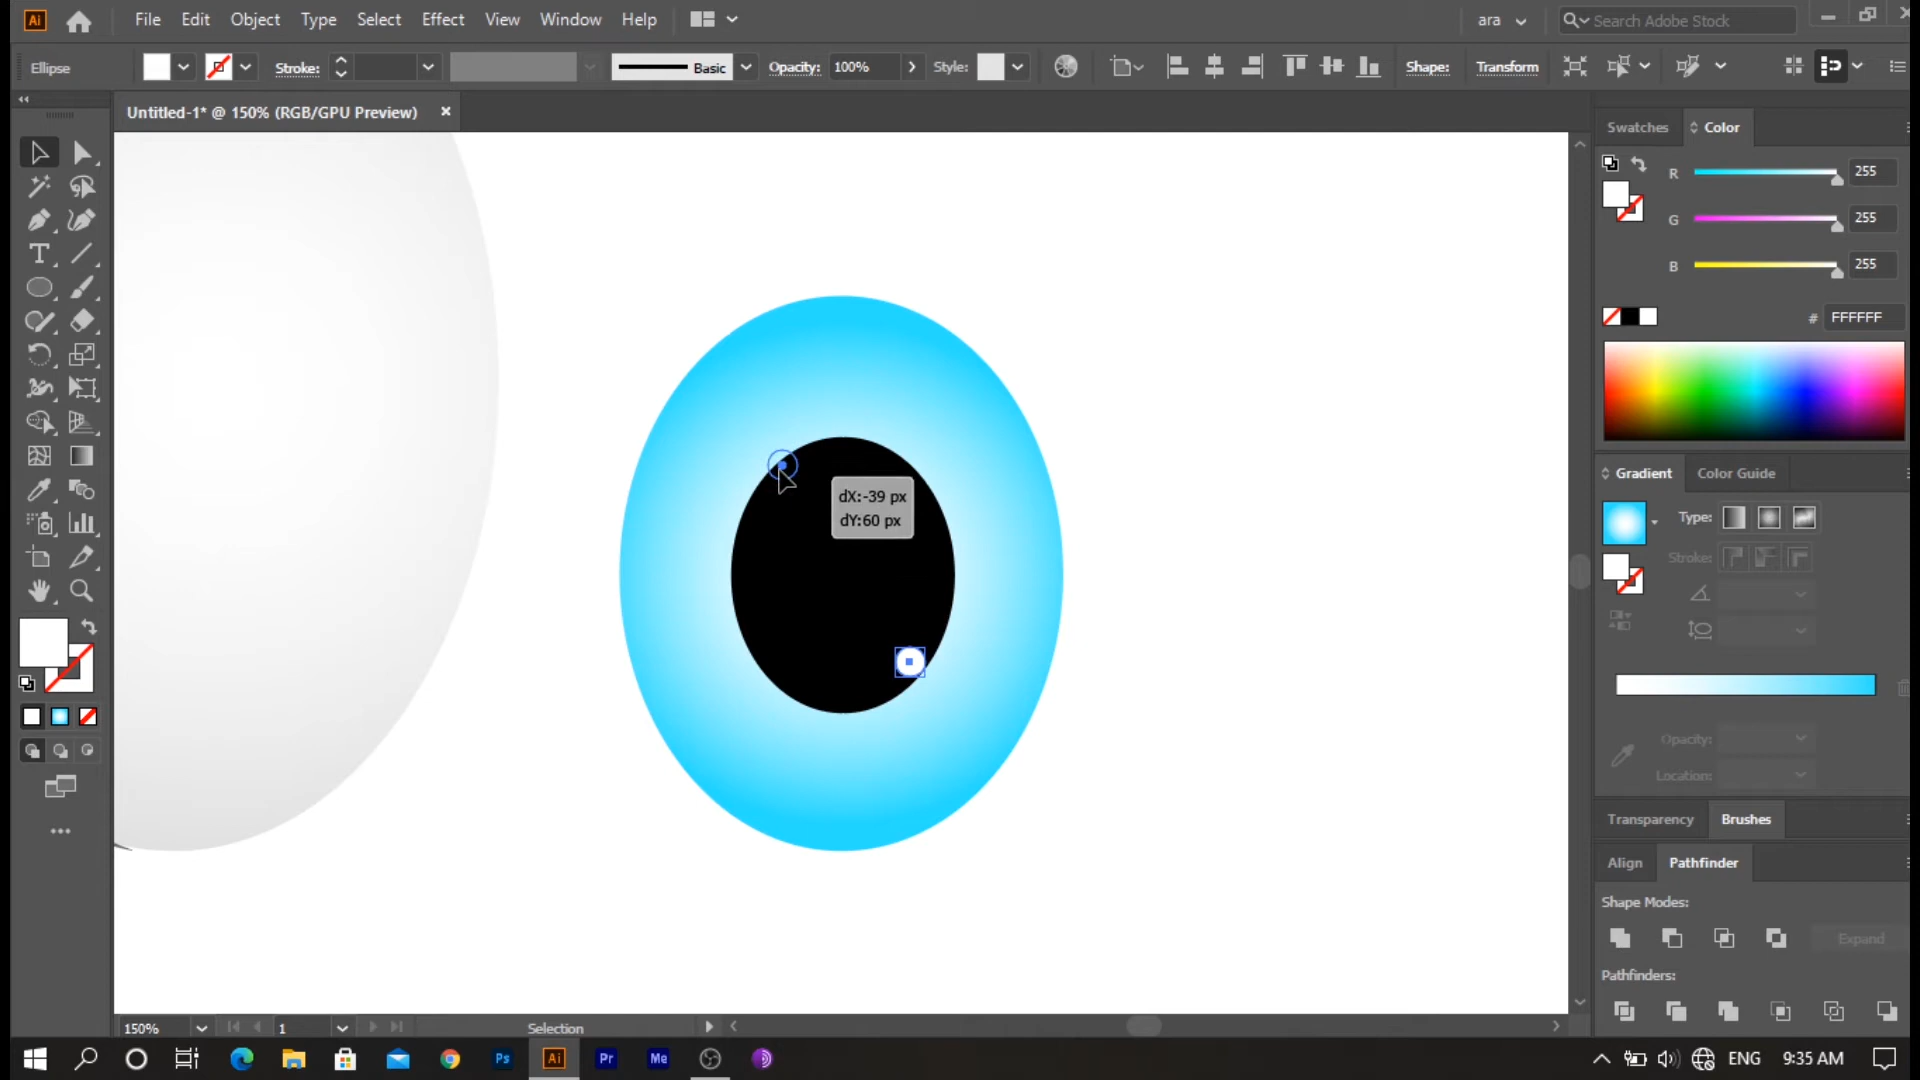 Ai File Edit Object Type Select Effect View Window Help ara Search Adobe Stock
Ellipse Stroke: Basic Opacity: 100% Style: Shape: Transform
Untitled-1* @ 150% (RGB/GPU Preview)
Swatches Color
R 255
G 255
B 255
# FFFFFF
Gradient Color Guide
Type:
Stroke:
dX:-39 px
dY:60 px
Opacity:
Location:
Transparency Brushes
Align Pathfinder
Shape Modes:
Expand
Pathfinders:
150% 1 Selection
Ps Ai Pr Me ENG 9:35 AM